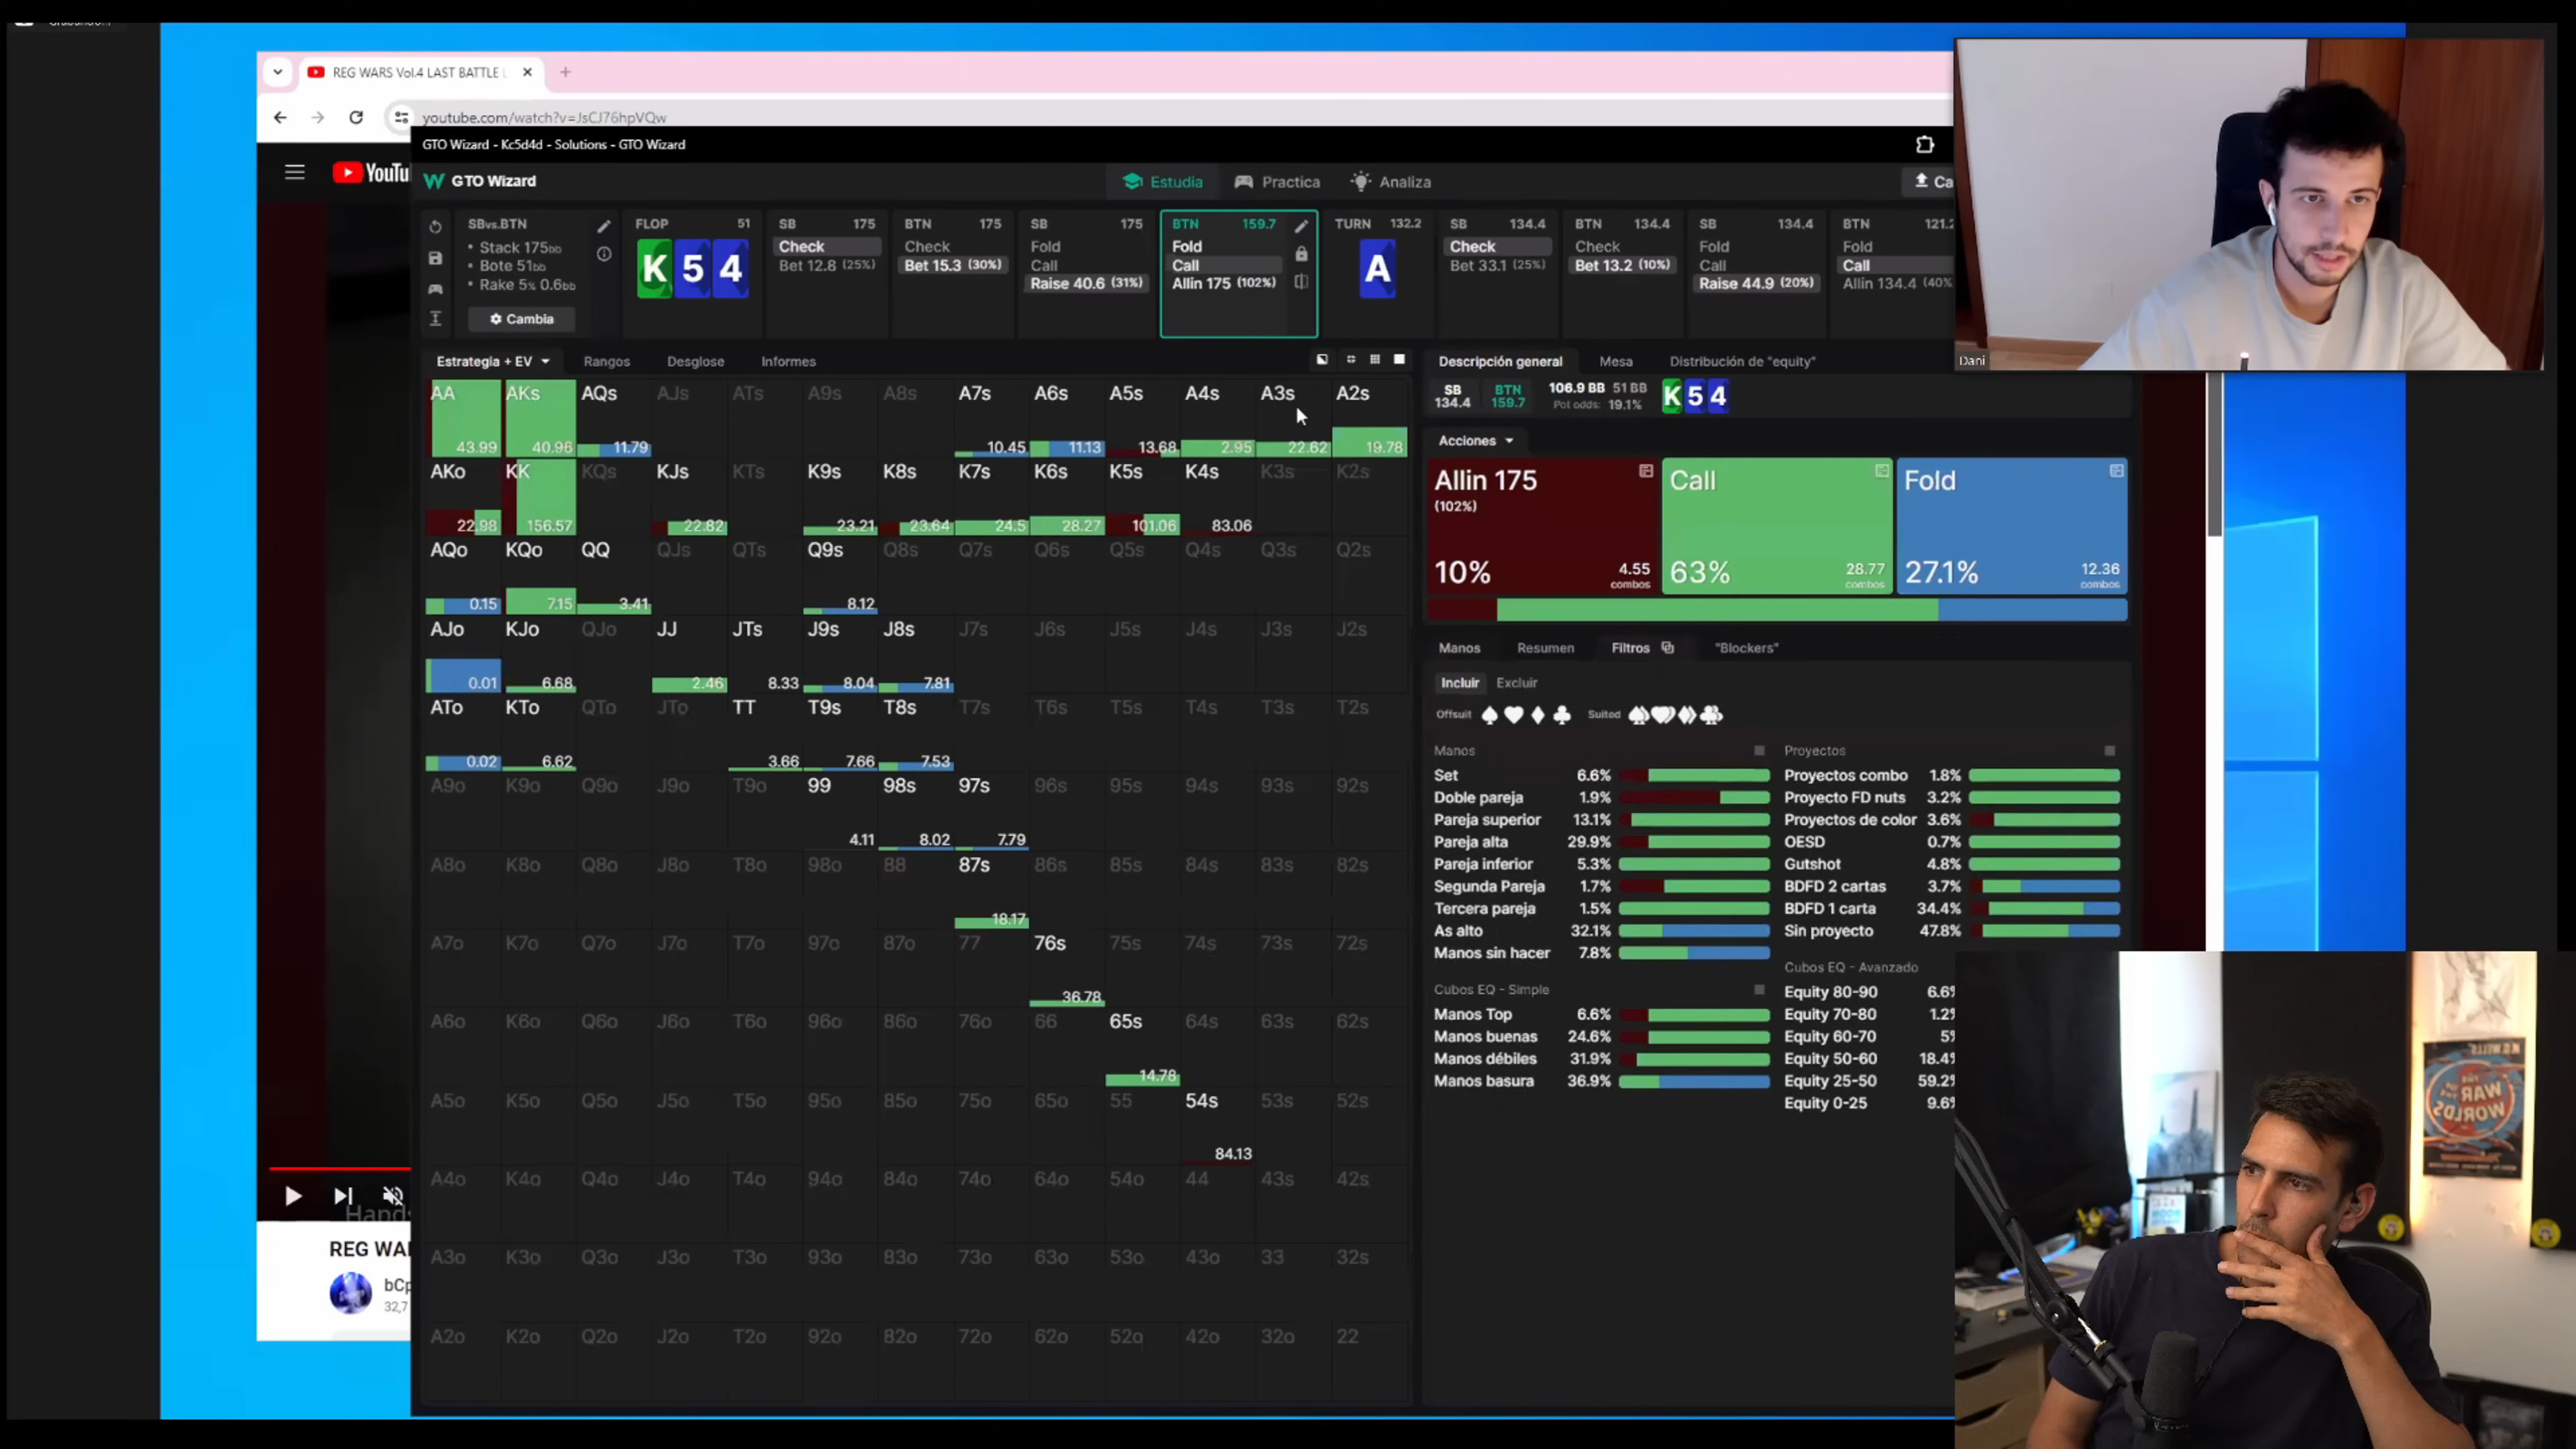 REG WARS Vol.4 LAST BATTLE
youtube.com/watch?v=JsCJ76hpVQw
GTO Wizard - Kc5d4d - Solutions - GTO Wizard
GTO Wizard
Estudia
Practica
Analiza
SBvs.BTN
• Stack 175bb
• Bote 51bb
• Rake 5% 0.6bb
Cambia
FLOP 51
K 5 4
SB 175
Check
Bet 12.8 (25%)
BTN 175
Check
Bet 15.3 (30%)
SB 175
Fold
Call
Raise 40.6 (31%)
BTN 159.7
Fold
Call
Allin 175 (102%)
TURN 132.2
A
SB 134.4
Check
Bet 33.1 (25%)
BTN 134.4
Check
Bet 13.2 (10%)
SB 134.4
Fold
Call
Raise 44.9 (20%)
BTN 121.2
Fold
Call
Allin 134.4 (40%
Dani
Estrategia + EV Rangos Desglose Informes
AA AKs AQs AJs ATs A9s A8s A7s A6s A5s A4s A3s A2s
43.99 40.96 11.79 10.45 11.13 13.68 2.95 22.62 19.78
AKo KK KQs KJs KTs K9s K8s K7s K6s K5s K4s K3s K2s
22.98 156.57 22.82 23.21 23.64 24.5 28.27 101.06 83.06
AQo KQo QQ QJs QTs Q9s Q8s Q7s Q6s Q5s Q4s Q3s Q2s
0.15 7.15 3.41 8.12
AJo KJo QJo JJ JTs J9s J8s J7s J6s J5s J4s J3s J2s
0.01 6.68 2.46 8.33 8.04 7.81
ATo KTo QTo JTo TT T9s T8s T7s T6s T5s T4s T3s T2s
0.02 6.62 3.66 7.66 7.53
A9o K9o Q9o J9o T9o 99 98s 97s 96s 95s 94s 93s 92s
4.11 8.02 7.79
A8o K8o Q8o J8o T8o 98o 88 87s 86s 85s 84s 83s 82s
18.17
A7o K7o Q7o J7o T7o 97o 87o 77 76s 75s 74s 73s 72s
36.78
A6o K6o Q6o J6o T6o 96o 86o 76o 66 65s 64s 63s 62s
14.78
A5o K5o Q5o J5o T5o 95o 85o 75o 65o 55 54s 53s 52s
84.13
A4o K4o Q4o J4o T4o 94o 84o 74o 64o 54o 44 43s 42s
A3o K3o Q3o J3o T3o 93o 83o 73o 63o 53o 43o 33 32s
A2o K2o Q2o J2o T2o 92o 82o 72o 62o 52o 42o 32o 22
Descripción general Mesa Distribución de "equity"
SB 134.4
BTN 159.7
106.9 BB 51 BB
Pot odds: 19.1%
K 5 4
Acciones
Allin 175
(102%)
10% 4.55 combos
Call
63% 28.77 combos
Fold
27.1% 12.36 combos
Manos Resumen Filtros "Blockers"
Incluir Excluir
Offsuit Suited
Manos
Set 6.6%
Doble pareja 1.9%
Pareja superior 13.1%
Pareja alta 29.9%
Pareja inferior 5.3%
Segunda Pareja 1.7%
Tercera pareja 1.5%
As alto 32.1%
Manos sin hacer 7.8%
Cubos EQ - Simple
Manos Top 6.6%
Manos buenas 24.6%
Manos débiles 31.9%
Manos basura 36.9%
Proyectos
Proyectos combo 1.8%
Proyecto FD nuts 3.2%
Proyectos de color 3.6%
OESD 0.7%
Gutshot 4.8%
BDFD 2 cartas 3.7%
BDFD 1 carta 34.4%
Sin proyecto 47.8%
Cubos EQ - Avanzado
Equity 80-90 6.6%
Equity 70-80 1.2%
Equity 60-70 5%
Equity 50-60 18.4%
Equity 25-50 59.2%
Equity 0-25 9.6%
Hands
REG WAR
bCp
32,7
THE WAR OF THE WORLDS